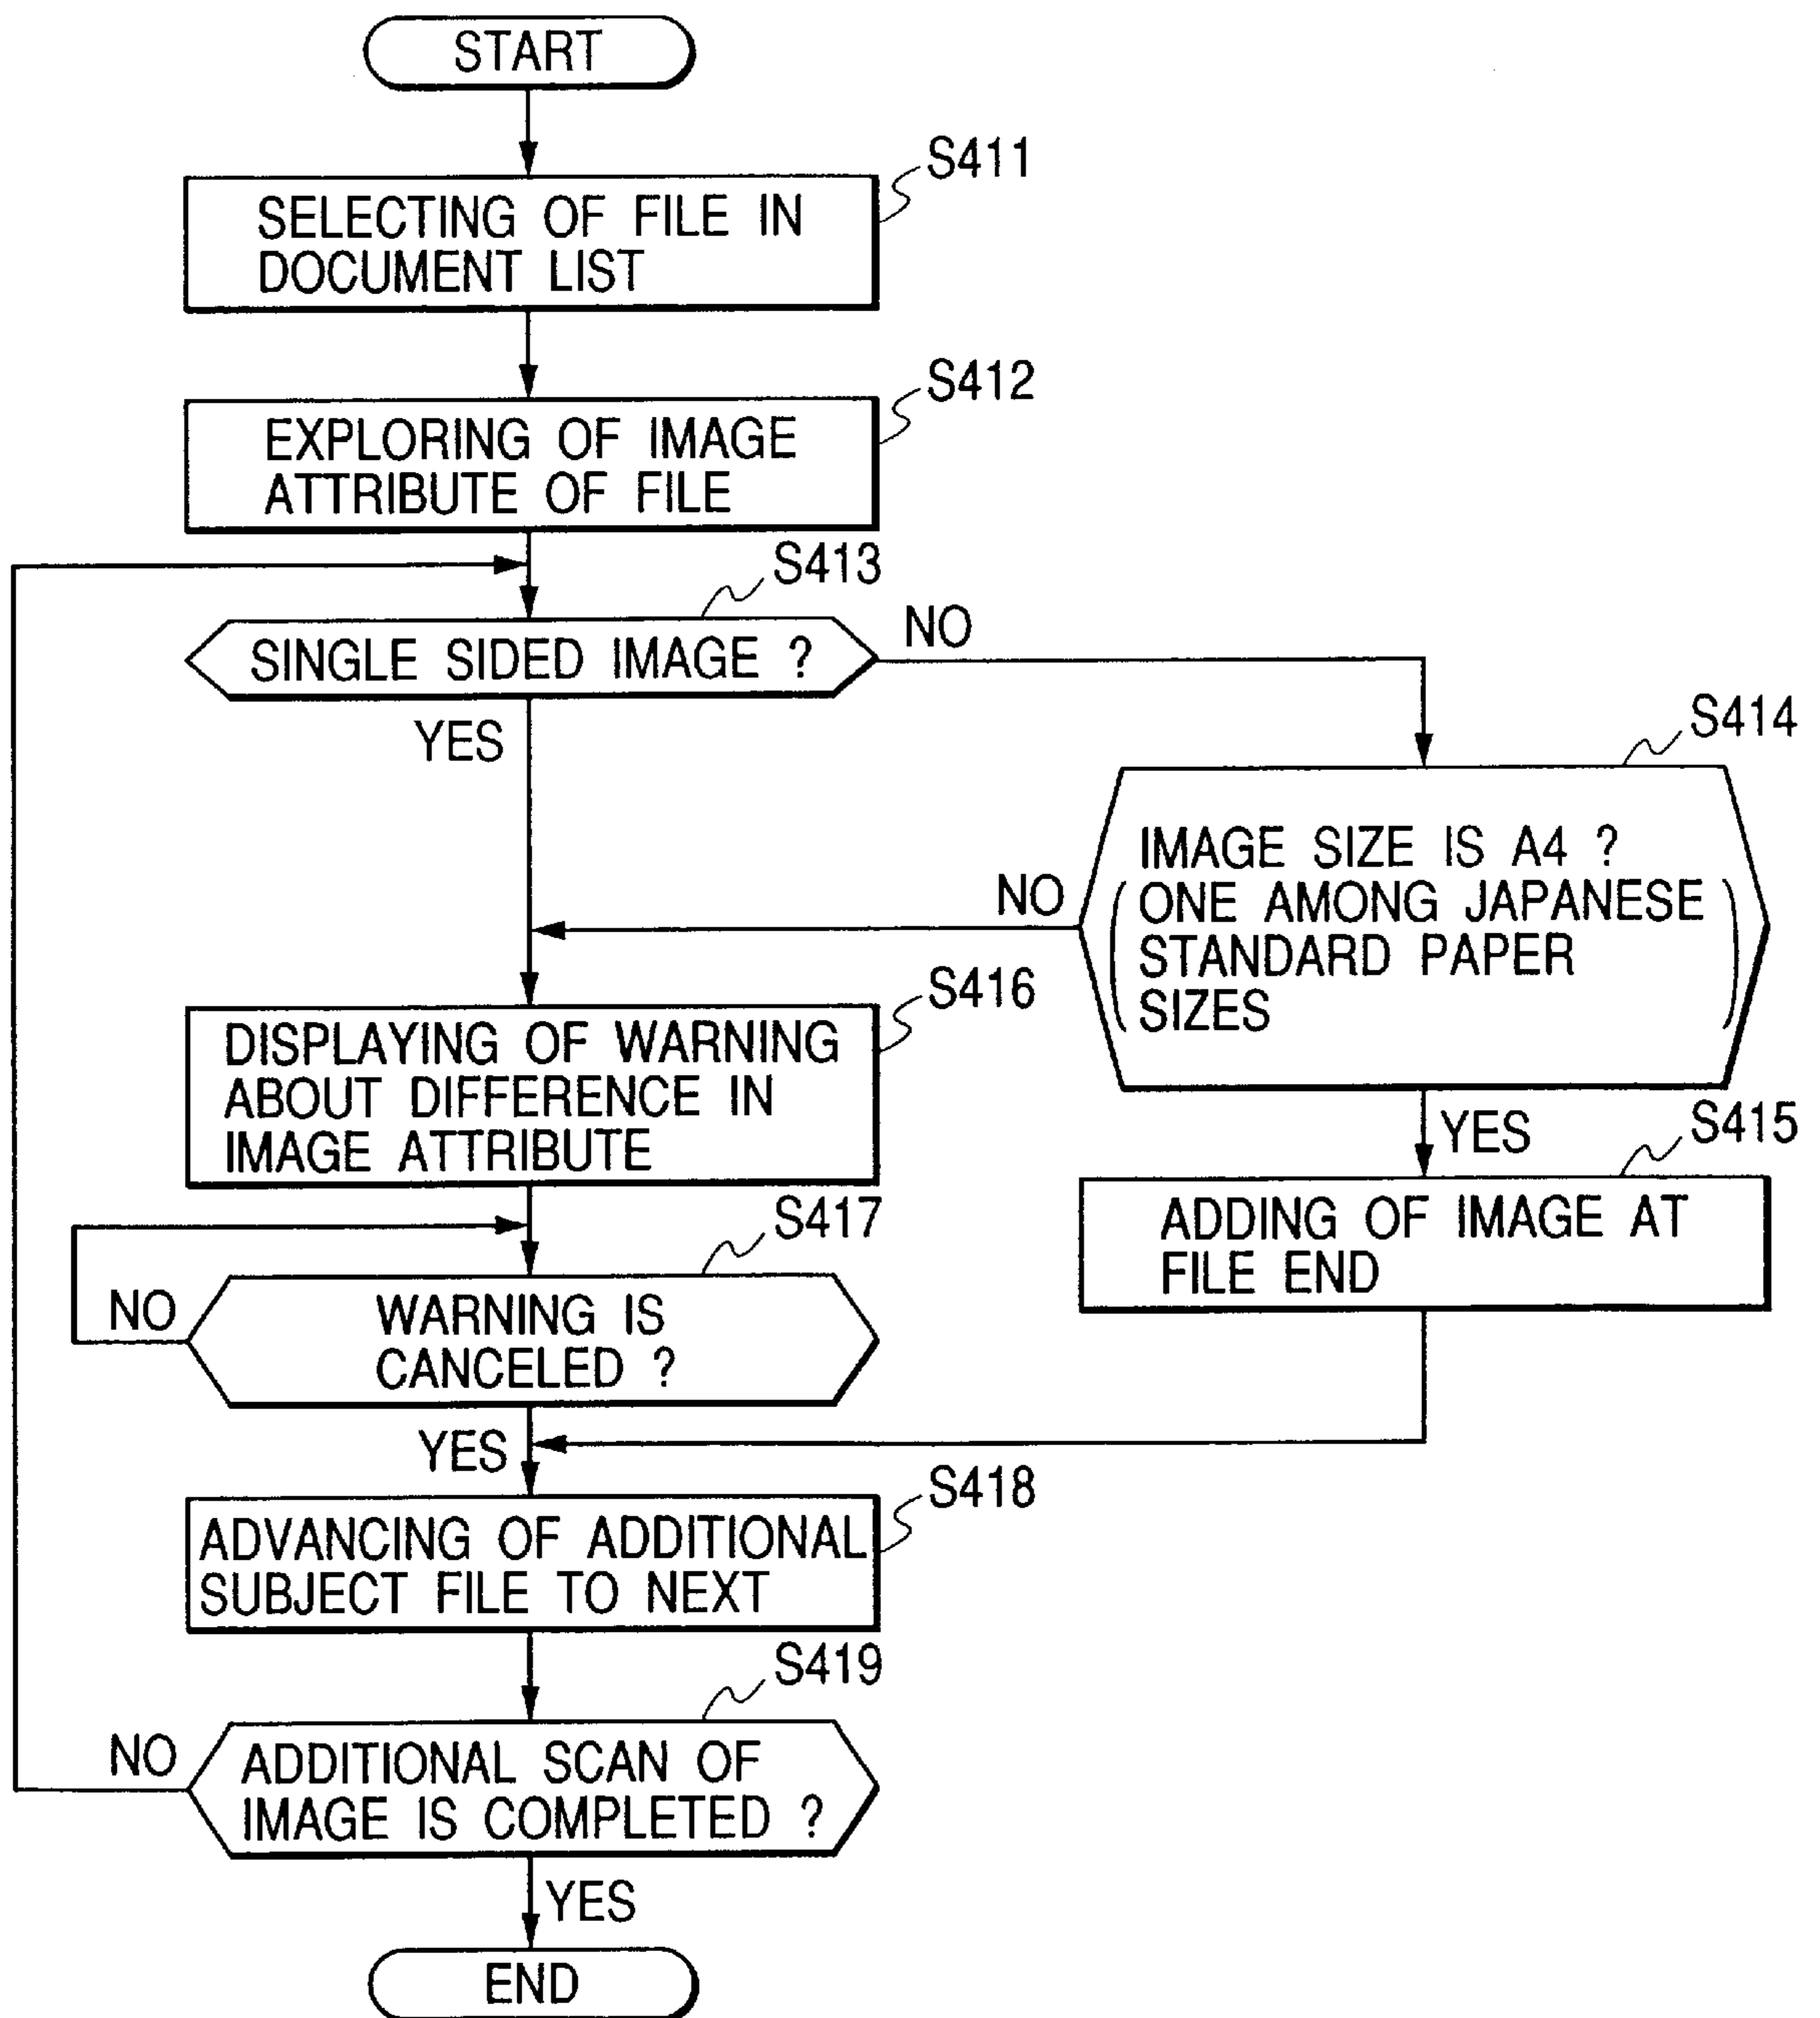 START
S411
SELECTING OF FILE IN
DOCUMENT LIST
S412
EXPLORING OF IMAGE
ATTRIBUTE OF FILE
S413
SINGLE SIDED IMAGE ?
NO
YES
S414
IMAGE SIZE IS A4 ?
(ONE AMONG JAPANESE
STANDARD PAPER
SIZES)
NO
YES
S415
ADDING OF IMAGE AT
FILE END
S416
DISPLAYING OF WARNING
ABOUT DIFFERENCE IN
IMAGE ATTRIBUTE
S417
WARNING IS
CANCELED ?
NO
YES
S418
ADVANCING OF ADDITIONAL
SUBJECT FILE TO NEXT
S419
ADDITIONAL SCAN OF
IMAGE IS COMPLETED ?
NO
YES
END